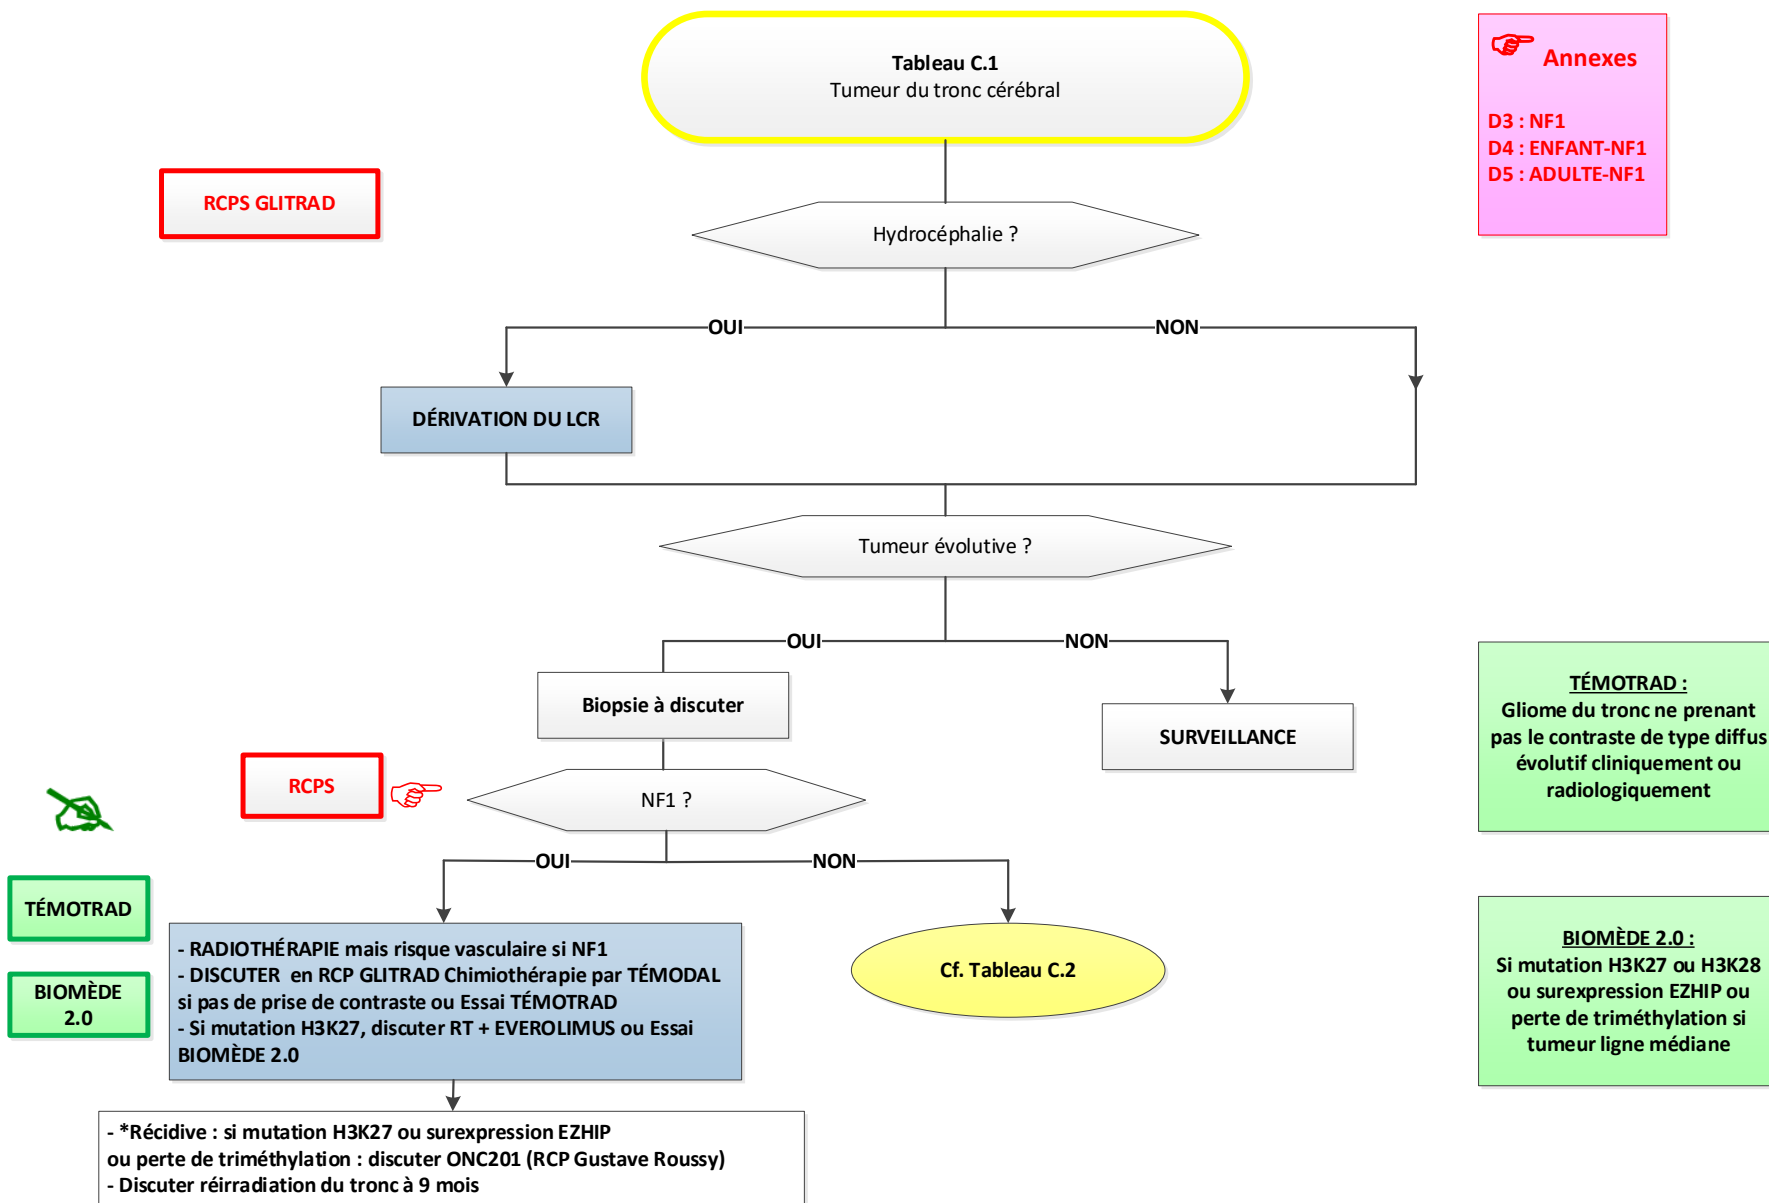 Tableau C.1
Tumeur du tronc cérébral
Annexes
D3 : NF1
D4 : ENFANT-NF1
D5 : ADULTE-NF1
RCPS GLITRAD
Hydrocéphalie ?
OUI
NON
DÉRIVATION DU LCR
Tumeur évolutive ?
OUI
NON
Biopsie à discuter
SURVEILLANCE
TÉMOTRAD :
Gliome du tronc ne prenant
pas le contraste de type diffus
évolutif cliniquement ou
radiologiquement
RCPS
NF1 ?
OUI
NON
TÉMOTRAD
BIOMÈDE
2.0
- RADIOTHÉRAPIE mais risque vasculaire si NF1
- DISCUTER en RCP GLITRAD Chimiothérapie par TÉMODAL
si pas de prise de contraste ou Essai TÉMOTRAD
- Si mutation H3K27, discuter RT + EVEROLIMUS ou Essai
BIOMÈDE 2.0
Cf. Tableau C.2
BIOMÈDE 2.0 :
Si mutation H3K27 ou H3K28
ou surexpression EZHIP ou
perte de triméthylation si
tumeur ligne médiane
- *Récidive : si mutation H3K27 ou surexpression EZHIP
ou perte de triméthylation : discuter ONC201 (RCP Gustave Roussy)
- Discuter réirradiation du tronc à 9 mois